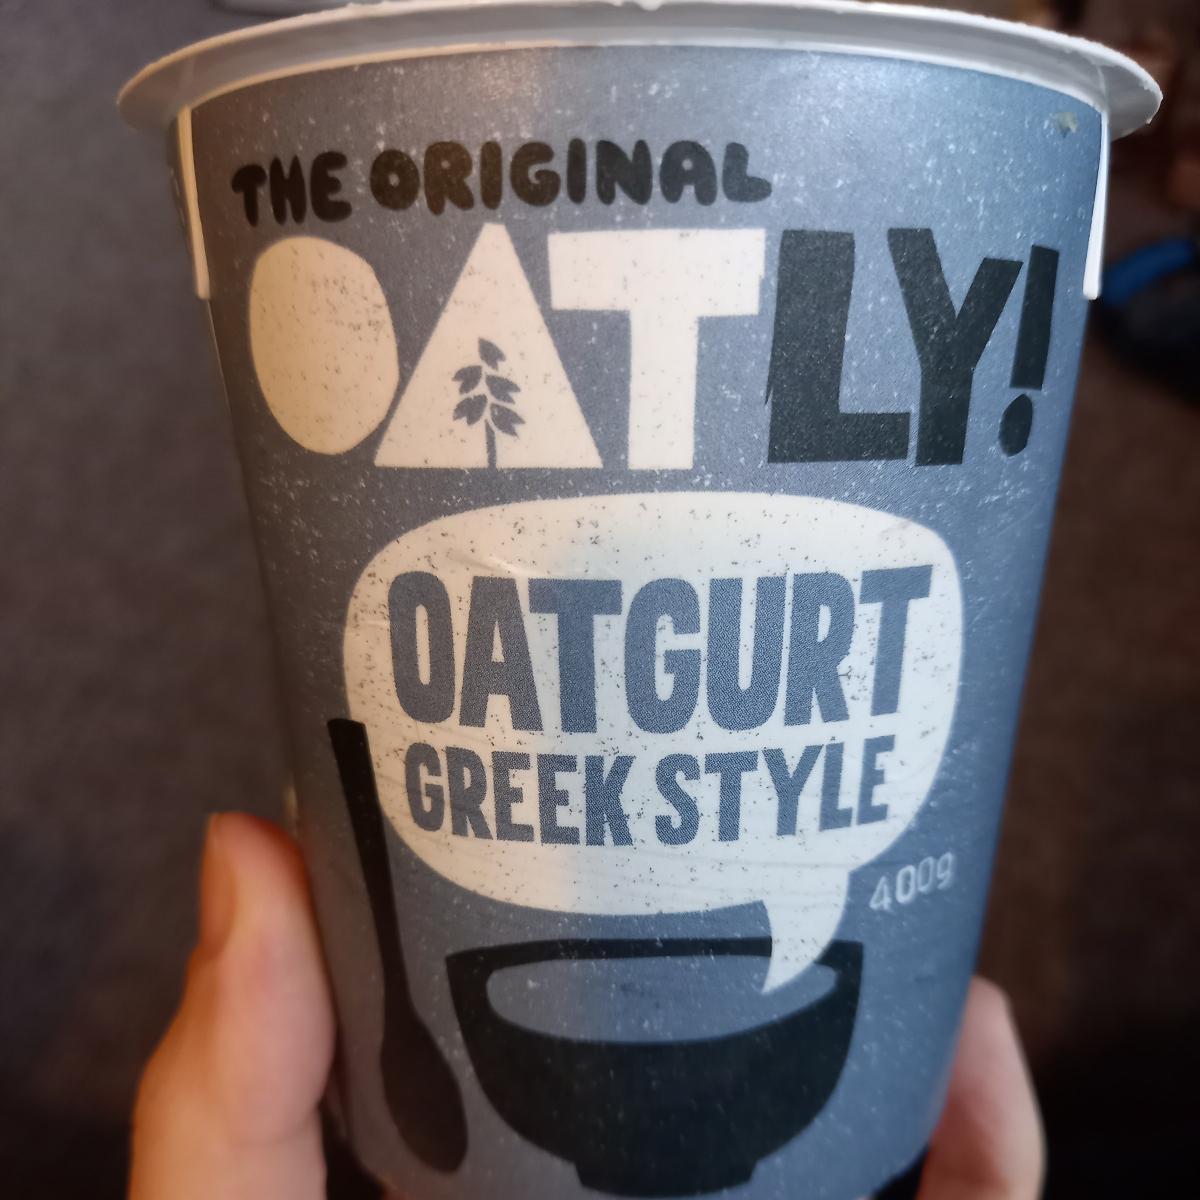 THE ORIGINAL
OATLY!
OATGURT
GREEK STYLE
400g